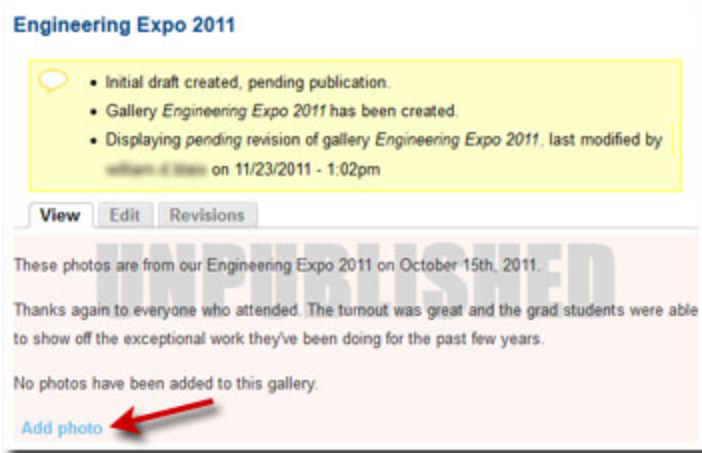 Engineering Expo 2011
• Initial draft created, pending publication.
• Gallery Engineering Expo 2011 has been created.
• Displaying pending revision of gallery Engineering Expo 2011, last modified by
on 11/23/2011 - 1:02pm
View Edit Revisions
UNPUBLISHED
These photos are from our Engineering Expo 2011 on October 15th, 2011.
Thanks again to everyone who attended. The turnout was great and the grad students were able
to show off the exceptional work they've been doing for the past few years.
No photos have been added to this gallery.
Add photo